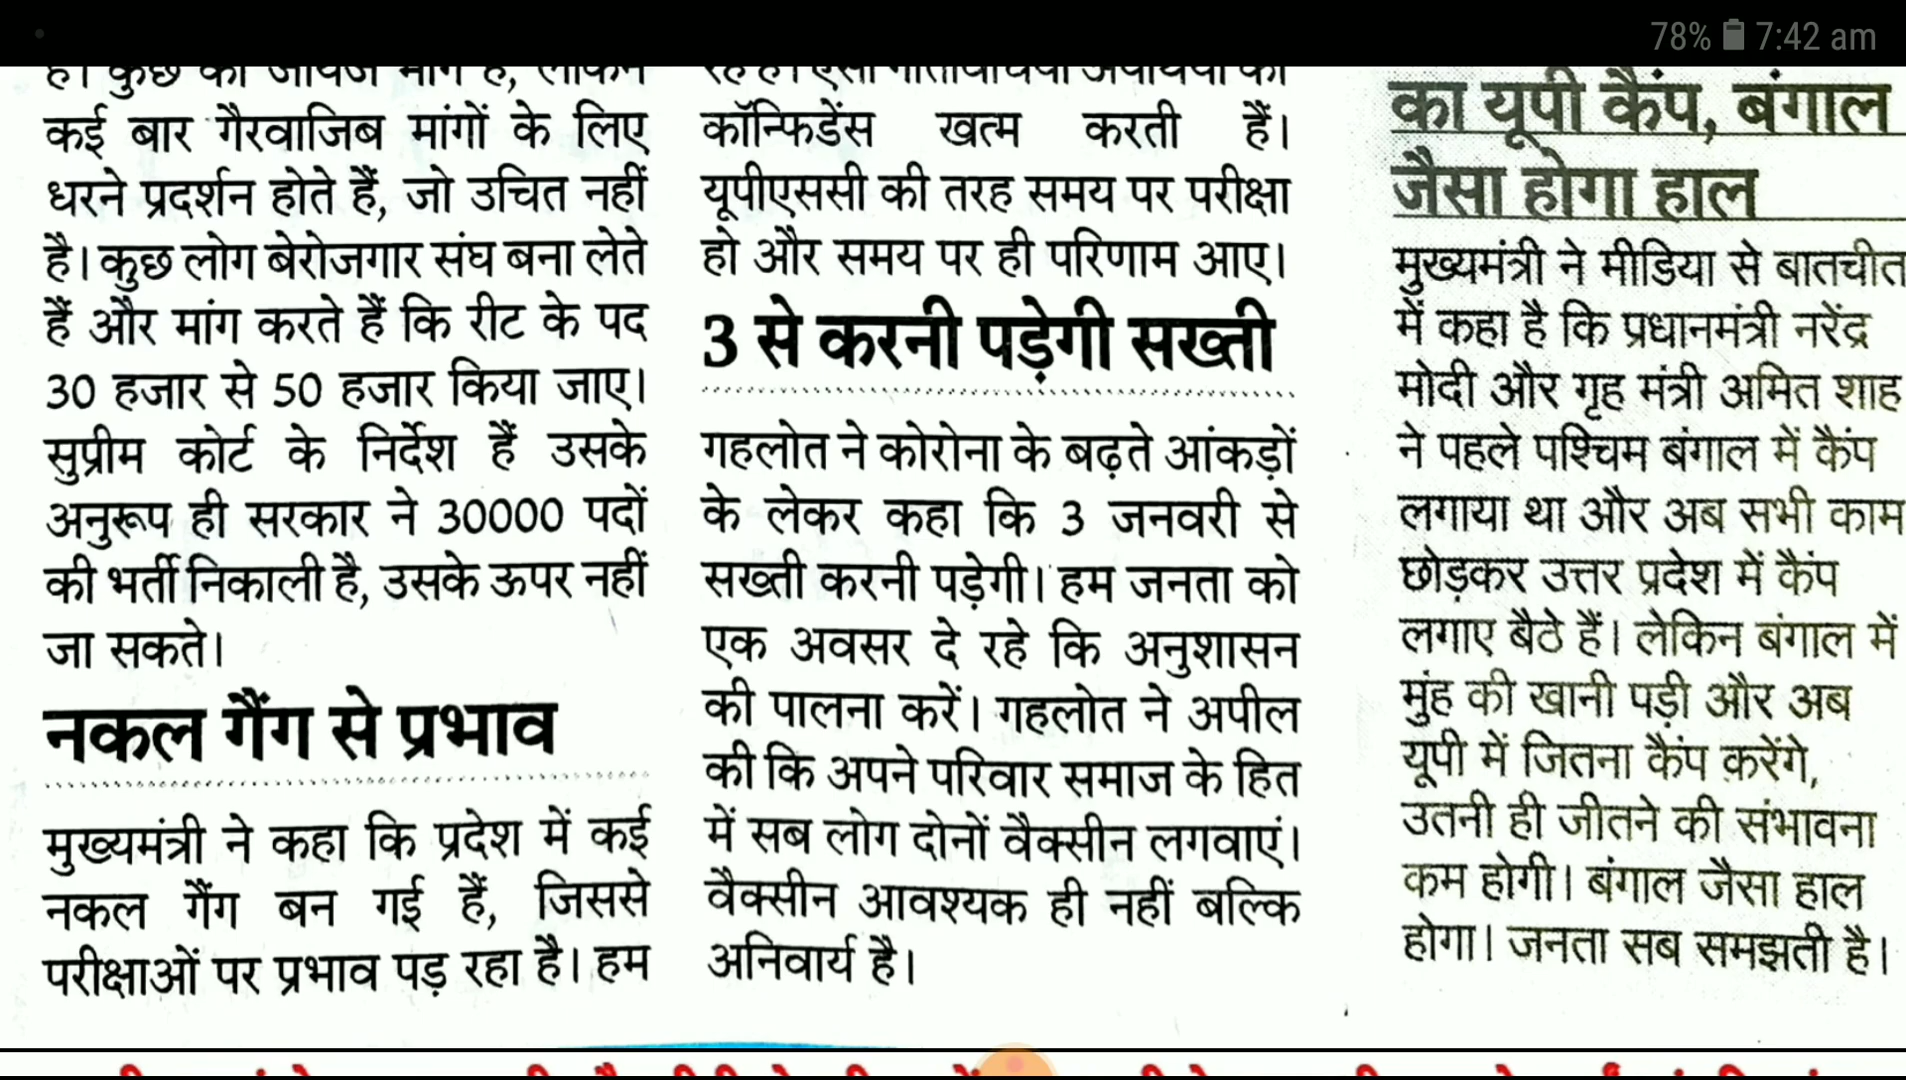 78% 7:42 am
है। कुछ की जायज मांग है, लेकिन
कई बार गैरवाजिब मांगों के लिए
धरने प्रदर्शन होते हैं, जो उचित नहीं
है। कुछ लोग बेरोजगार संघ बना लेते
हैं और मांग करते हैं कि रीट के पद
30 हजार से 50 हजार किया जाए।
सुप्रीम कोर्ट के निर्देश हैं उसके
अनुरूप ही सरकार ने 30000 पदों
की भर्ती निकाली है, उसके ऊपर नहीं
जा सकते।
नकल गैंग से प्रभाव
मुख्यमंत्री ने कहा कि प्रदेश में कई
नकल गैंग बन गई हैं, जिससे
परीक्षाओं पर प्रभाव पड़ रहा है। हम
कॉन्फिडेंस खत्म करती हैं।
यूपीएससी की तरह समय पर परीक्षा
हो और समय पर ही परिणाम आए।
3 से करनी पड़ेगी सख्ती
गहलोत ने कोरोना के बढ़ते आंकड़ों
के लेकर कहा कि 3 जनवरी से
सख्ती करनी पड़ेगी। हम जनता को
एक अवसर दे रहे कि अनुशासन
की पालना करें। गहलोत ने अपील
की कि अपने परिवार समाज के हित
में सब लोग दोनों वैक्सीन लगवाएं।
वैक्सीन आवश्यक ही नहीं बल्कि
अनिवार्य है।
का यूपी कैंप, बंगाल
जैसा होगा हाल
मुख्यमंत्री ने मीडिया से बातचीत
में कहा है कि प्रधानमंत्री नरेंद्र
मोदी और गृह मंत्री अमित शाह
ने पहले पश्चिम बंगाल में कैंप
लगाया था और अब सभी काम
छोड़कर उत्तर प्रदेश में कैंप
लगाए बैठे हैं। लेकिन बंगाल में
मुंह की खानी पड़ी और अब
यूपी में जितना कैंप क़रेंगे,
उतनी ही जीतने की संभावना
कम होगी। बंगाल जैसा हाल
होगा। जनता सब समझती है।